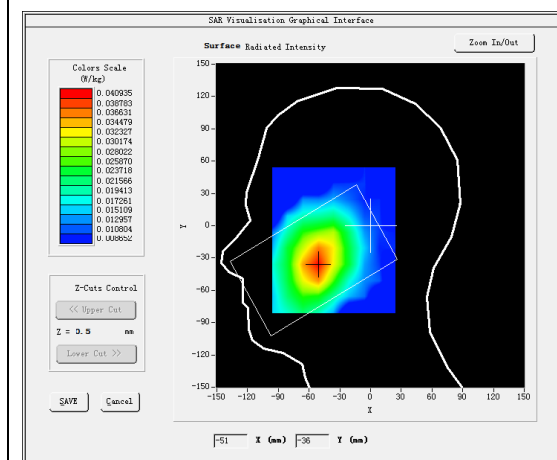 SAR Visualisation Graphical Interface
Surface Radiated Intensity
Zoom In/Out
Colors Scale
(W/kg)
0.040935
0.038783
0.036631
0.034479
0.032327
0.030174
0.028022
0.025870
0.023718
0.021566
0.019413
0.017261
0.015109
0.012957
0.010804
0.008652
Z-Cuts Control
<< Upper Cut
Z = 0.5 mm
Lower Cut >>
SAVE Cancel
150
120
90
60
30
0
-30
-60
-90
-120
-150
Y
-150 -120 -90 -60 -30 0 30 60 90 120 150
X
-51 X (mm) -36 Y (mm)